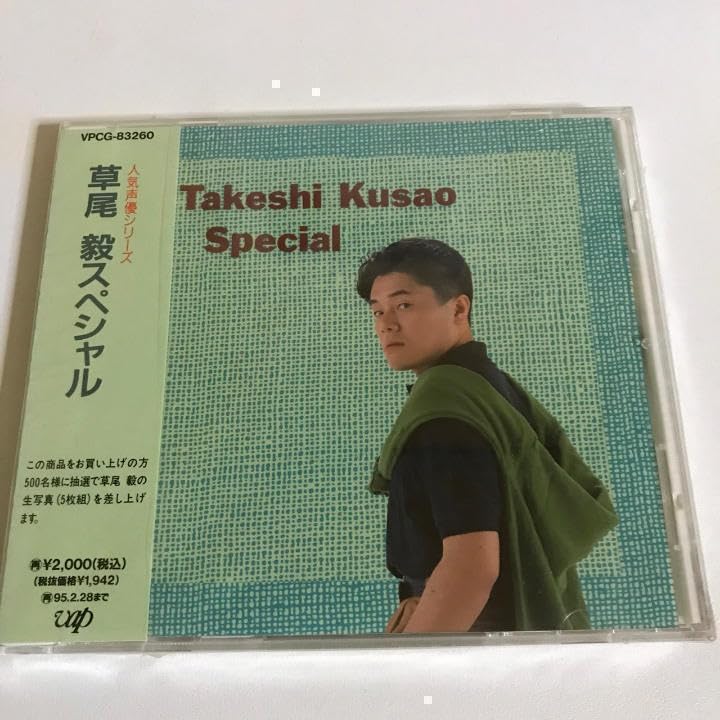 VPCG-83260
人気声優シリーズ
草尾 毅スペシャル
Takeshi Kusao
Special
この商品をお買い上げの方
500名様に抽選で草尾 毅の
生写真(5枚組)を差し上げ
ます。
再¥2,000(税込)
(税抜価格¥1,942)
再95.2.28まで
vap